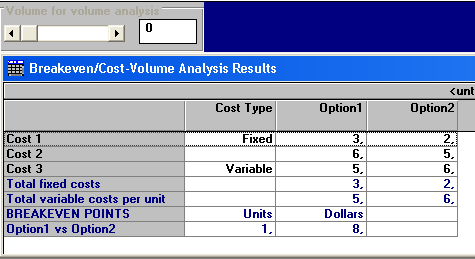 Volume for volume analysis
0
Breakeven/Cost-Volume Analysis Results
<unt
Cost Type Option1 Option2
Cost 1 Fixed 3, 2,
Cost 2 6, 5,
Cost 3 Variable 5, 6,
Total fixed costs 3, 2,
Total variable costs per unit 5, 6,
BREAKEVEN POINTS Units Dollars
Option1 vs Option2 1, 8,